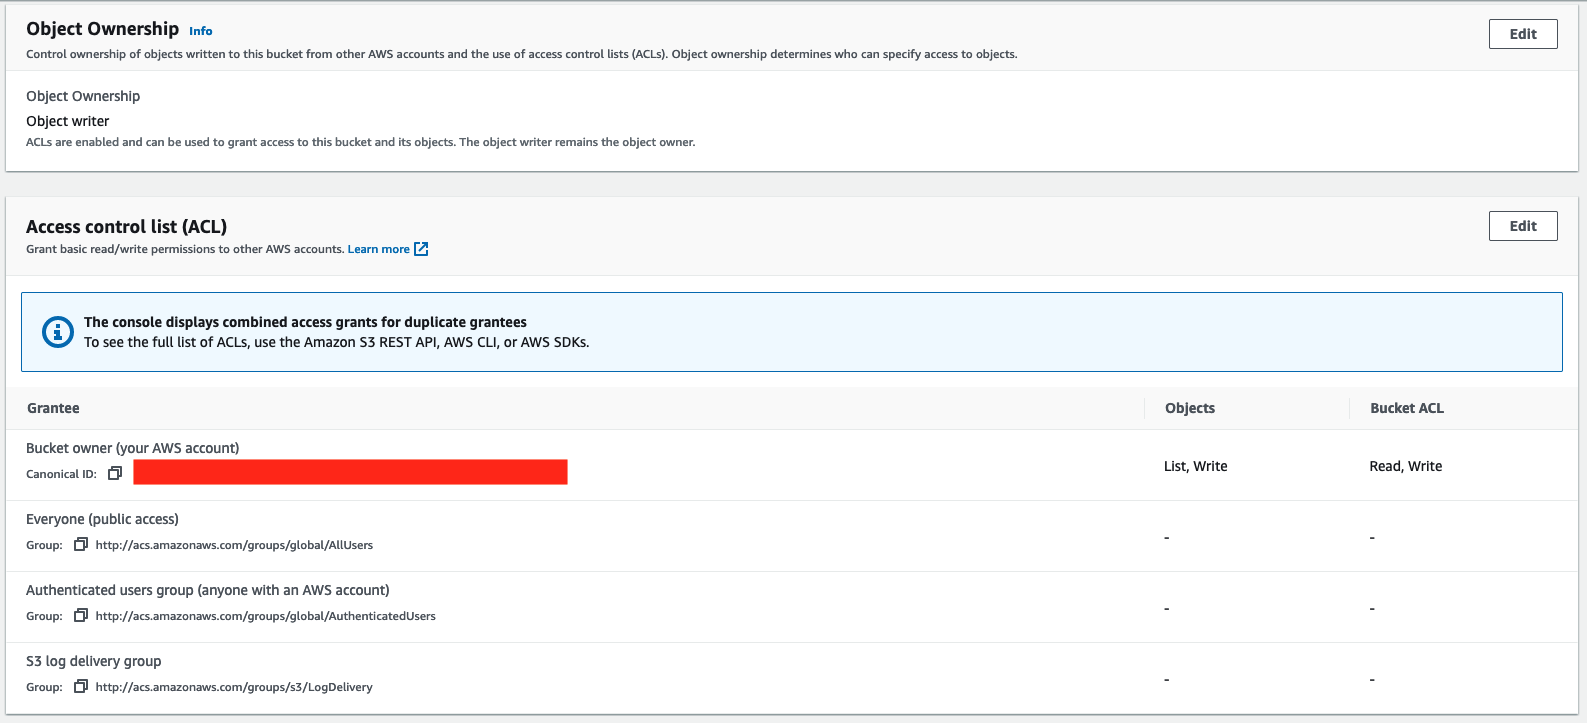 Object Ownership Info
Edit
Control ownership of objects written to this bucket from other AWS accounts and the use of access control lists (ACLs). Object ownership determines who can specify access to objects.
Object Ownership
Object writer
ACLs are enabled and can be used to grant access to this bucket and its objects. The object writer remains the object owner.
Access control list (ACL)
Edit
Grant basic read/write permissions to other AWS accounts. Learn more
The console displays combined access grants for duplicate grantees
To see the full list of ACLs, use the Amazon S3 REST API, AWS CLI, or AWS SDKs.
Grantee Objects Bucket ACL
Bucket owner (your AWS account)
Canonical ID:
List, Write Read, Write
Everyone (public access)
Group: http://acs.amazonaws.com/groups/global/AllUsers
- -
Authenticated users group (anyone with an AWS account)
Group: http://acs.amazonaws.com/groups/global/AuthenticatedUsers
- -
S3 log delivery group
Group: http://acs.amazonaws.com/groups/s3/LogDelivery
- -